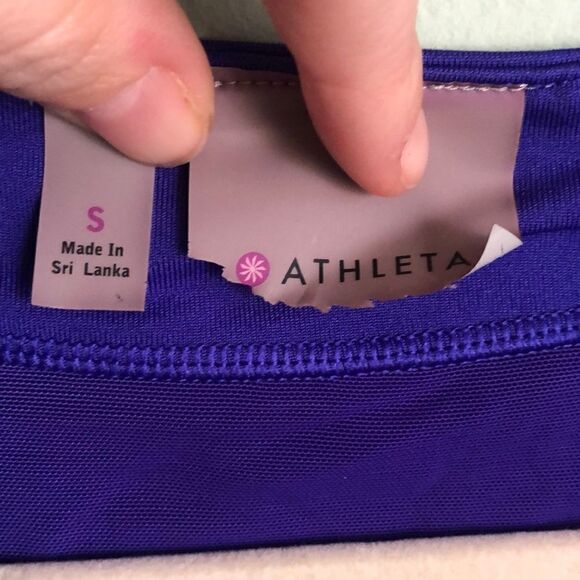 S
Made In
Sri Lanka
ATHLETA